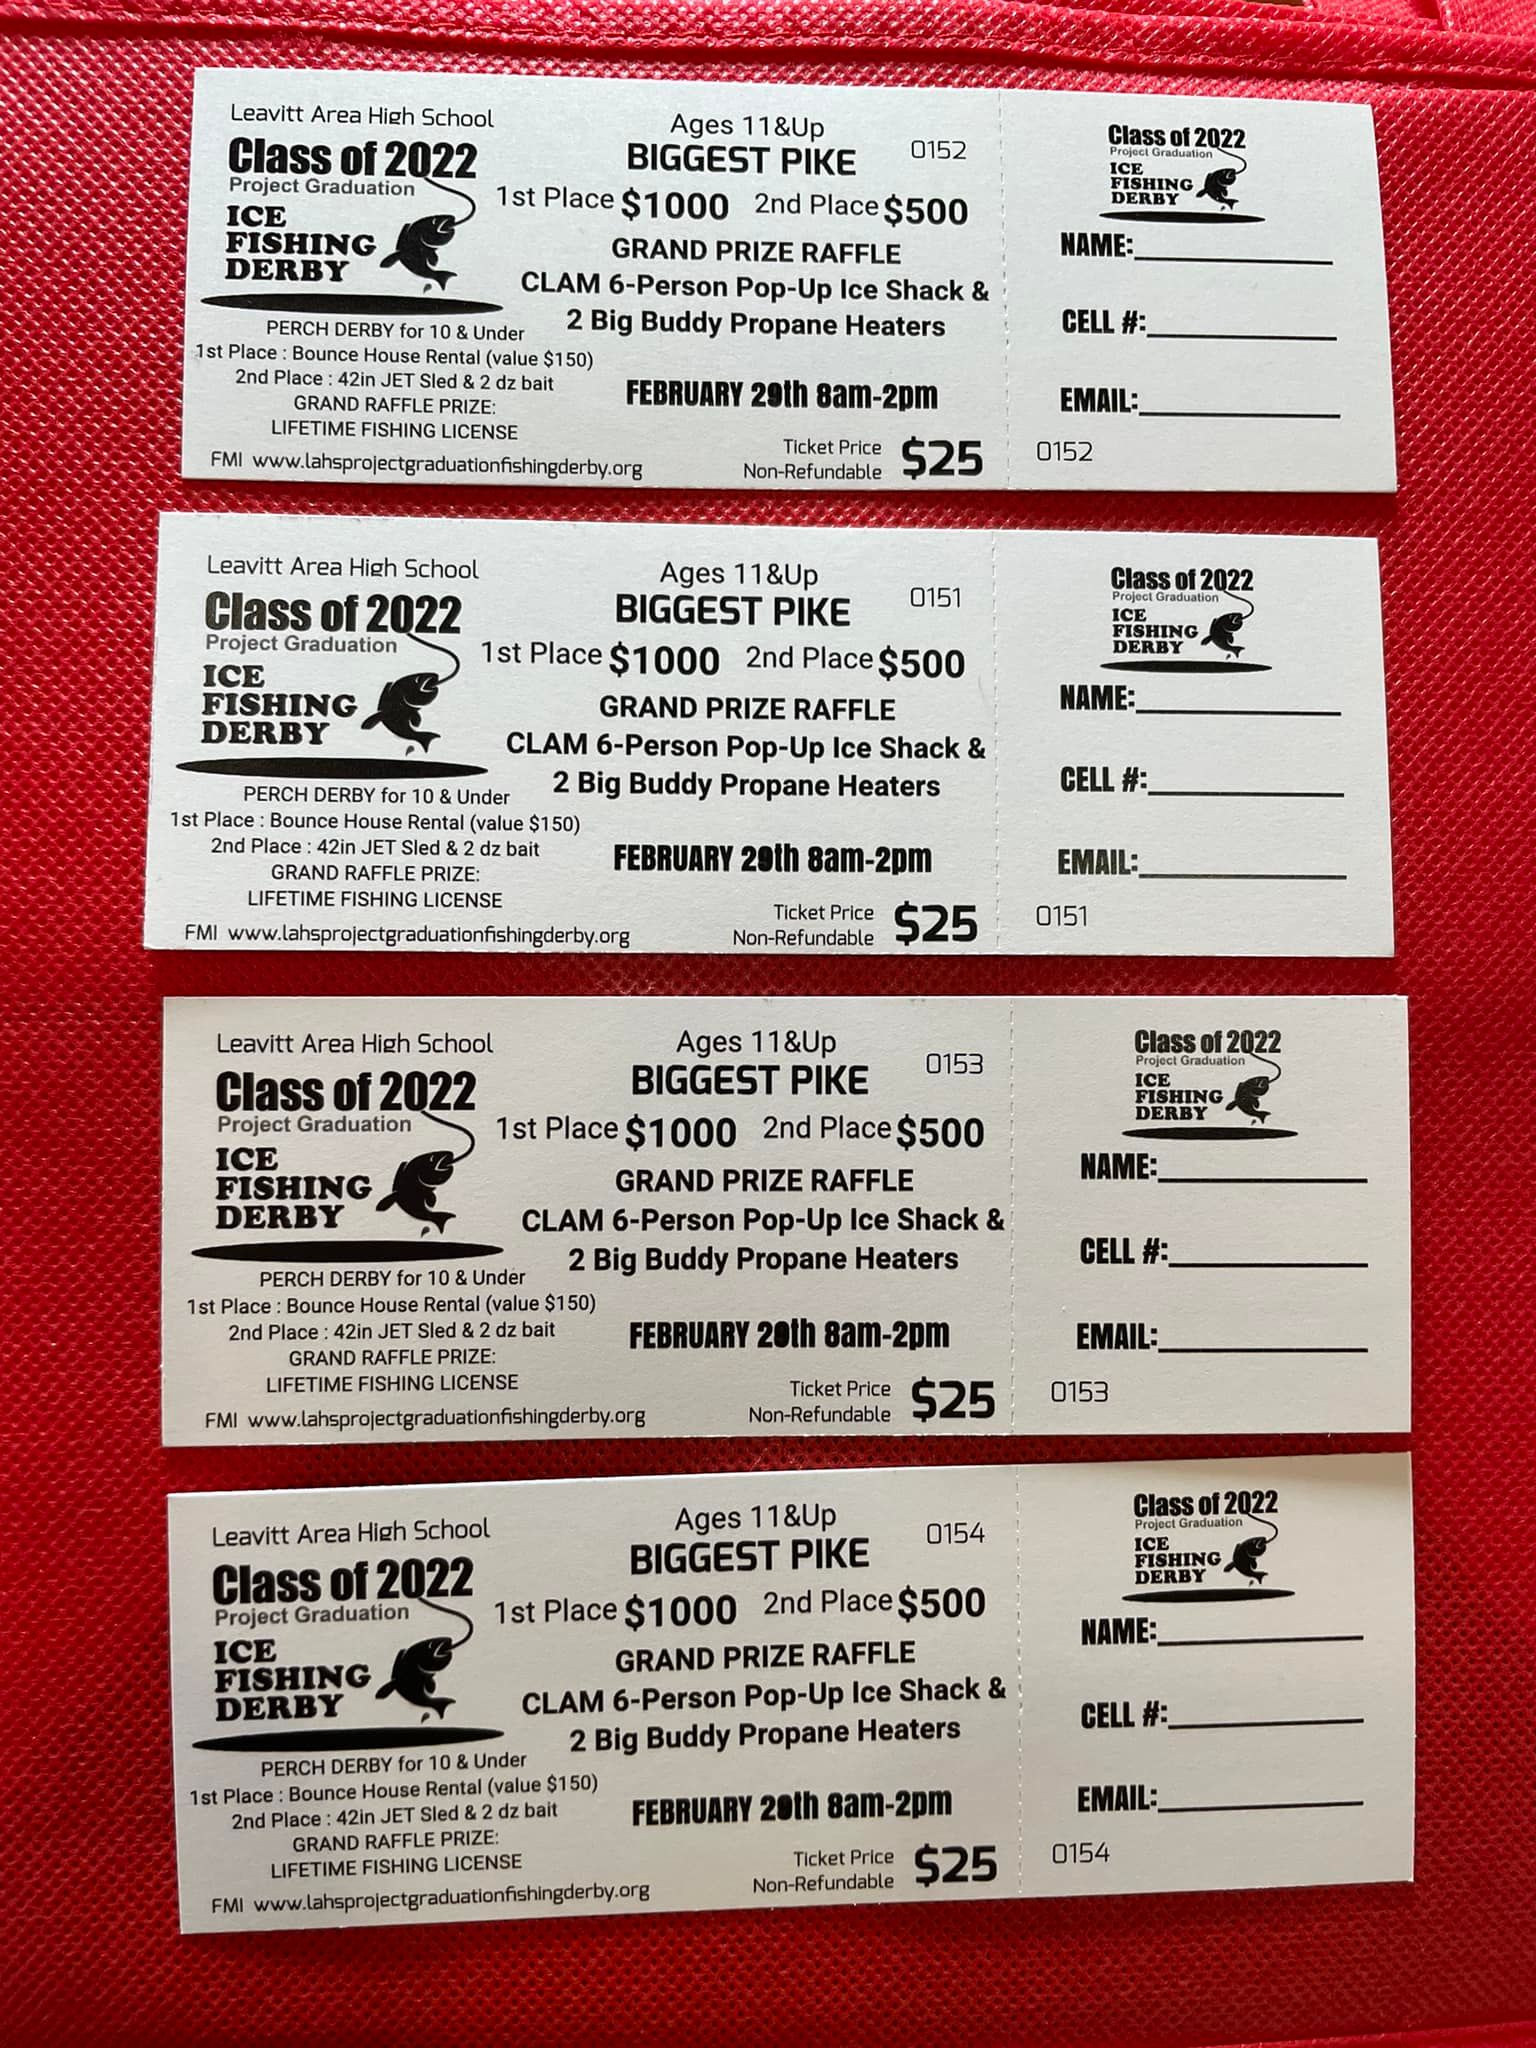 Leavitt Area High School
Class of 2022
Project Graduation
ICE
FISHING
DERBY
PERCH DERBY for 10 & Under
1st Place : Bounce House Rental (value $150)
2nd Place : 42in JET Sled & 2 dz bait
GRAND RAFFLE PRIZE:
LIFETIME FISHING LICENSE
FMI www.lahsprojectgraduationfishingderby.org
Ages 11&Up
BIGGEST PIKE
0152
1st Place $1000 2nd Place $500
GRAND PRIZE RAFFLE
CLAM 6-Person Pop-Up Ice Shack &
2 Big Buddy Propane Heaters
FEBRUARY 29th 8am-2pm
Ticket Price
Non-Refundable
$25
Class of 2022
Project Graduation
ICE
FISHING
DERBY
NAME:
CELL #:
EMAIL:
0152
Leavitt Area High School
Class of 2022
Project Graduation
ICE
FISHING
DERBY
PERCH DERBY for 10 & Under
1st Place : Bounce House Rental (value $150)
2nd Place : 42in JET Sled & 2 dz bait
GRAND RAFFLE PRIZE:
LIFETIME FISHING LICENSE
FMI www.lahsprojectgraduationfishingderby.org
Ages 11&Up
BIGGEST PIKE
0151
1st Place $1000 2nd Place $500
GRAND PRIZE RAFFLE
CLAM 6-Person Pop-Up Ice Shack &
2 Big Buddy Propane Heaters
FEBRUARY 29th 8am-2pm
Ticket Price
Non-Refundable
$25
Class of 2022
Project Graduation
ICE
FISHING
DERBY
NAME:
CELL #:
EMAIL:
0151
Leavitt Area High School
Class of 2022
Project Graduation
ICE
FISHING
DERBY
PERCH DERBY for 10 & Under
1st Place : Bounce House Rental (value $150)
2nd Place : 42in JET Sled & 2 dz bait
GRAND RAFFLE PRIZE:
LIFETIME FISHING LICENSE
FMI www.lahsprojectgraduationfishingderby.org
Ages 11&Up
BIGGEST PIKE
0153
1st Place $1000 2nd Place $500
GRAND PRIZE RAFFLE
CLAM 6-Person Pop-Up Ice Shack &
2 Big Buddy Propane Heaters
FEBRUARY 29th 8am-2pm
Ticket Price
Non-Refundable
$25
Class of 2022
Project Graduation
ICE
FISHING
DERBY
NAME:
CELL #:
EMAIL:
0153
Leavitt Area High School
Class of 2022
Project Graduation
ICE
FISHING
DERBY
PERCH DERBY for 10 & Under
1st Place : Bounce House Rental (value $150)
2nd Place : 42in JET Sled & 2 dz bait
GRAND RAFFLE PRIZE:
LIFETIME FISHING LICENSE
FMI www.lahsprojectgraduationfishingderby.org
Ages 11&Up
BIGGEST PIKE
0154
1st Place $1000 2nd Place $500
GRAND PRIZE RAFFLE
CLAM 6-Person Pop-Up Ice Shack &
2 Big Buddy Propane Heaters
FEBRUARY 29th 8am-2pm
Ticket Price
Non-Refundable
$25
Class of 2022
Project Graduation
ICE
FISHING
DERBY
NAME:
CELL #:
EMAIL:
0154